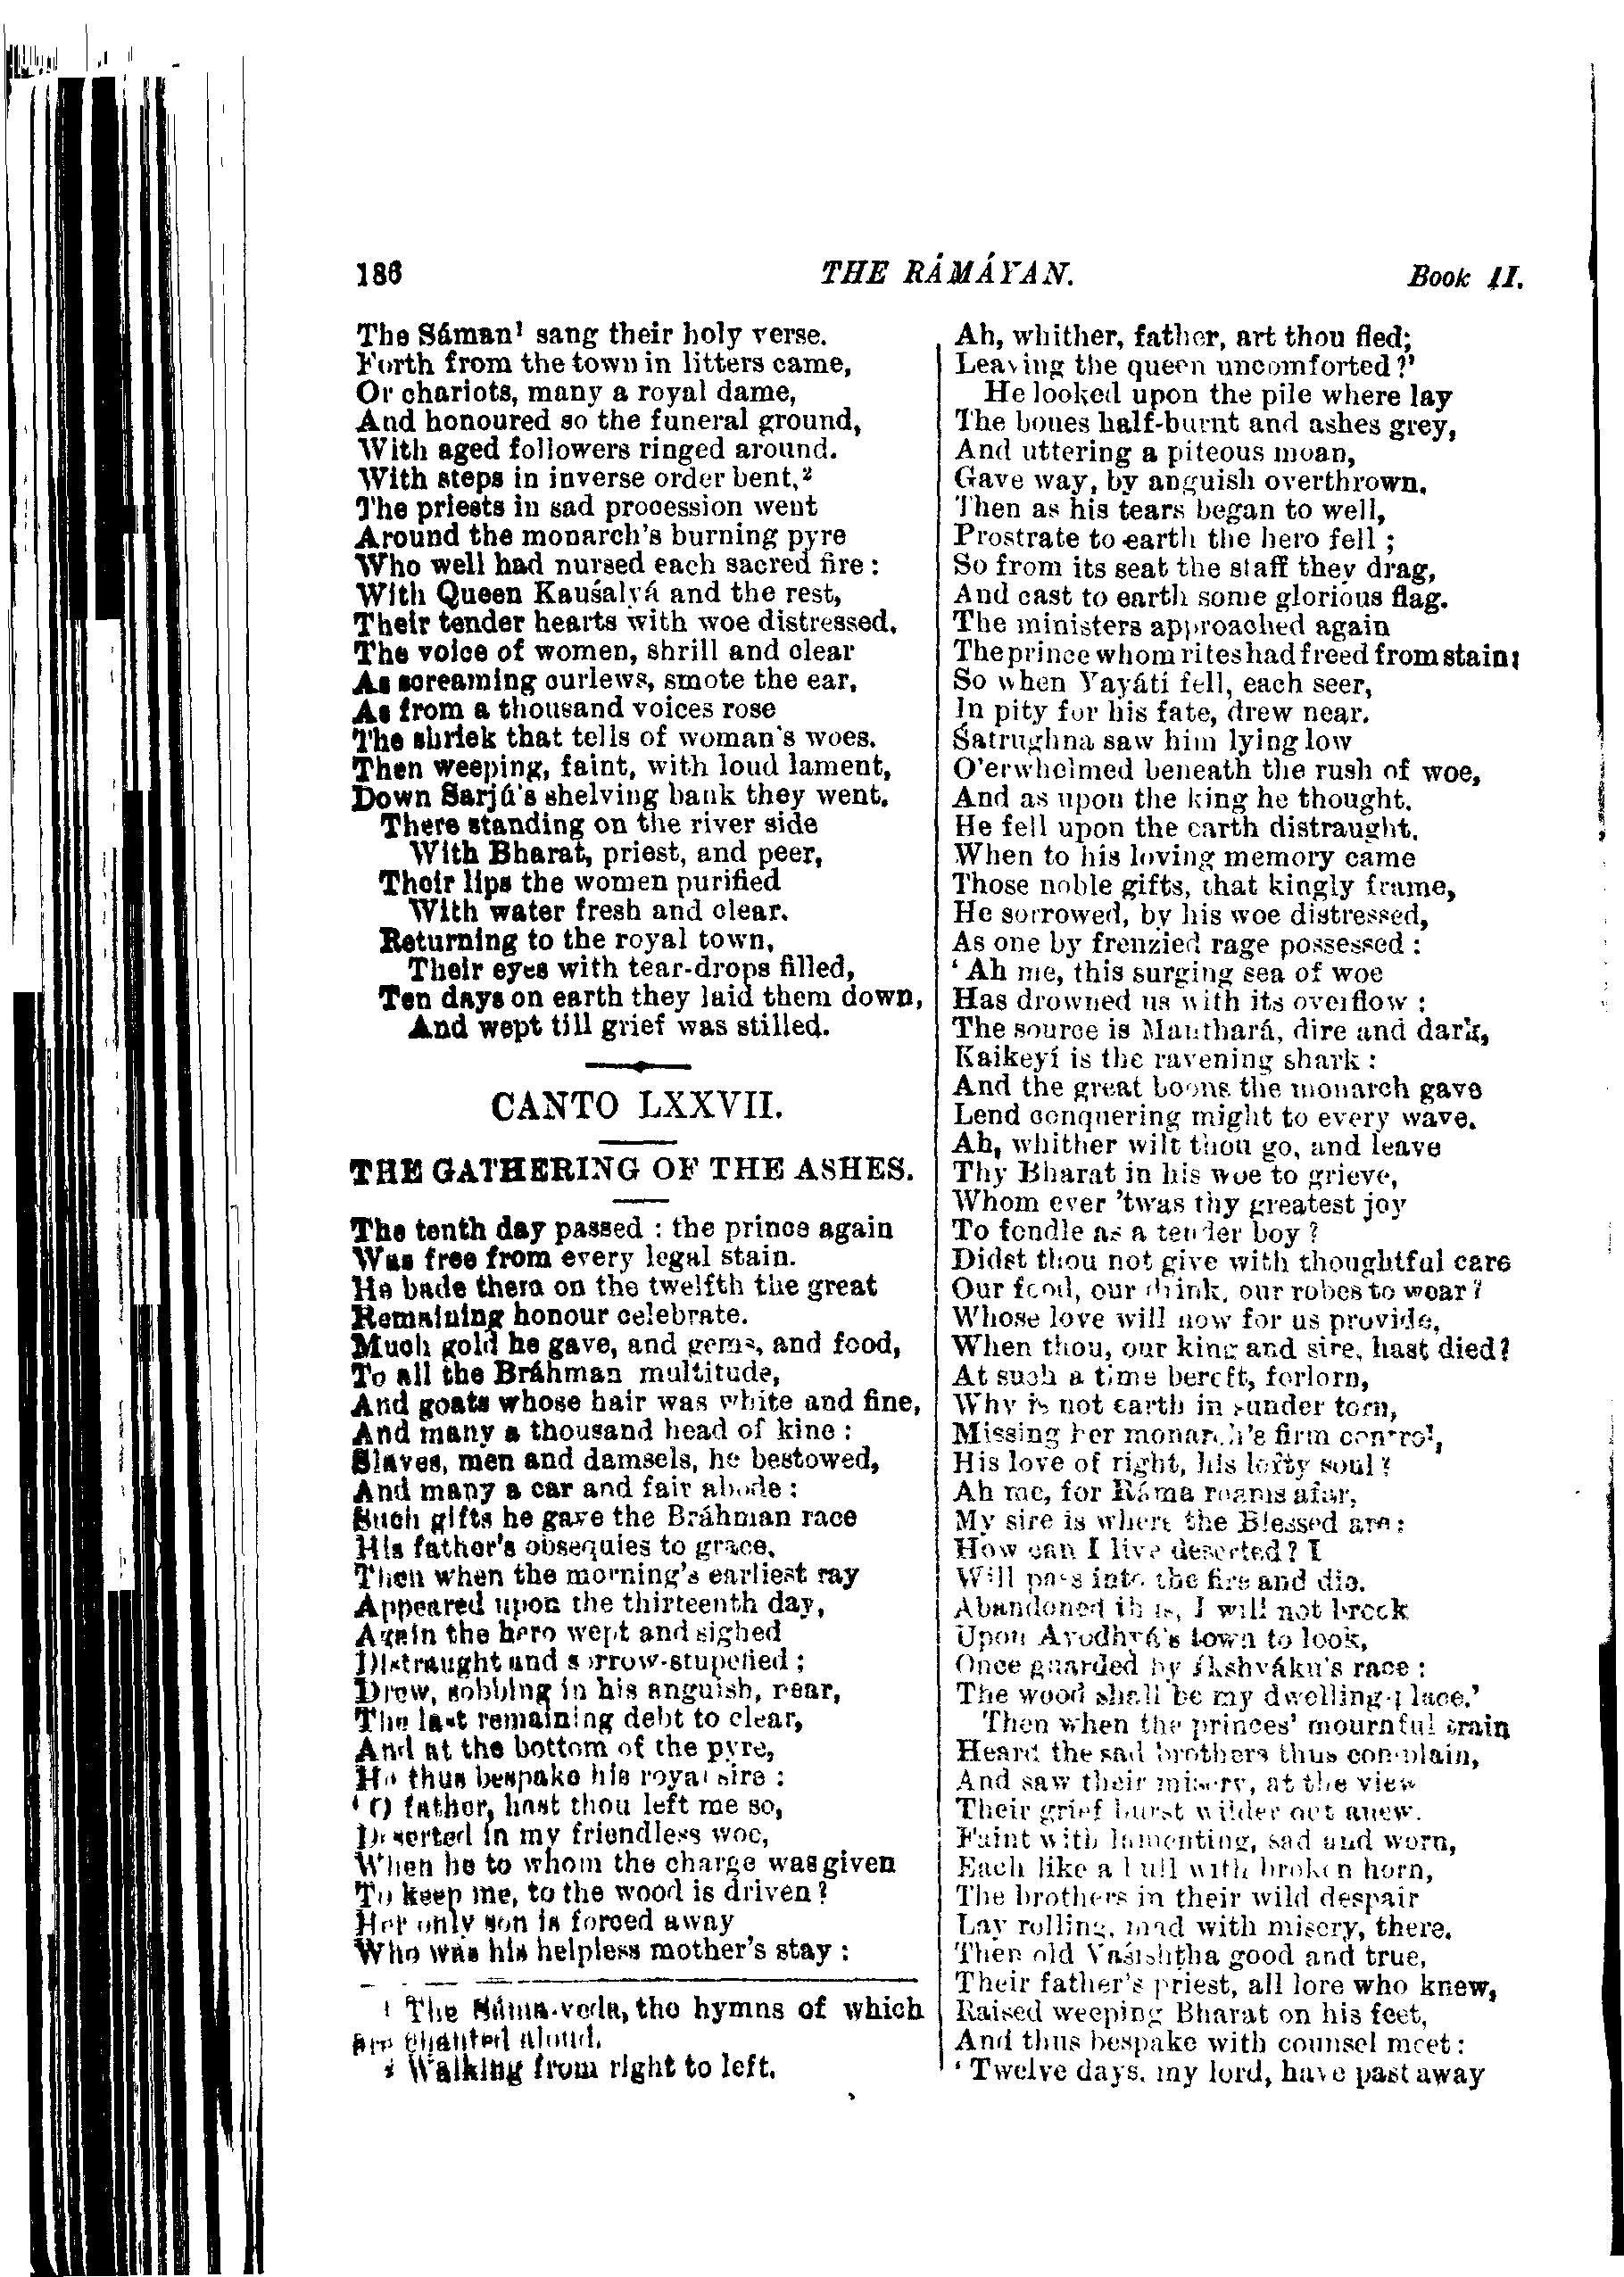 186
THE RÁMÁYAN.
Book II.
The Sáman¹ sang their holy verse.
Forth from the town in litters came,
Or chariots, many a royal dame,
And honoured so the funeral ground,
With aged followers ringed around.
With steps in inverse order bent,²
The priests in sad procession went
Around the monarch's burning pyre
Who well had nursed each sacred fire:
With Queen Kauśalyá and the rest,
Their tender hearts with woe distressed.
The voice of women, shrill and clear
As screaming curlews, smote the ear,
As from a thousand voices rose
The shriek that tells of woman's woes.
Then weeping, faint, with loud lament,
Down Sarjú's shelving bank they went.
There standing on the river side
With Bharat, priest, and peer,
Their lips the women purified
With water fresh and clear.
Returning to the royal town,
Their eyes with tear-drops filled,
Ten days on earth they laid them down,
And wept till grief was stilled.
CANTO LXXVII.
THE GATHERING OF THE ASHES.
The tenth day passed: the prince again
Was free from every legal stain.
He bade them on the twelfth the great
Remaining honour celebrate.
Much gold he gave, and gems, and food,
To all the Bráhman multitude,
And goats whose hair was white and fine,
And many a thousand head of kine:
Slaves, men and damsels, he bestowed,
And many a car and fair abode:
Such gifts he gave the Bráhman race
His father's obsequies to grace.
Then when the morning's earliest ray
Appeared upon the thirteenth day,
Again the hero wept and sighed
Distraught and sorrow-stupefied;
Drew, sobbing in his anguish, near,
The last remaining debt to clear,
And at the bottom of the pyre,
He thus bespake his royal sire:
'O father, hast thou left me so,
Deserted in my friendless woe,
When he to whom the charge was given
To keep me, to the wood is driven?
Her only son is forced away
Who was his helpless mother's stay:
¹ The Sáma-veda, the hymns of which
are chanted aloud.
² Walking from right to left.
Ah, whither, father, art thou fled;
Leaving the queen uncomforted?'
He looked upon the pile where lay
The bones half-burnt and ashes grey,
And uttering a piteous moan,
Gave way, by anguish overthrown.
Then as his tears began to well,
Prostrate to earth the hero fell;
So from its seat the staff they drag,
And cast to earth some glorious flag.
The ministers approached again
The prince whom rites had freed from stain;
So when Yayáti fell, each seer,
In pity for his fate, drew near.
Śatrughna saw him lying low
O'erwhelmed beneath the rush of woe,
And as upon the king he thought,
He fell upon the earth distraught.
When to his loving memory came
Those noble gifts, that kingly frame,
He sorrowed, by his woe distressed,
As one by frenzied rage possessed:
'Ah me, this surging sea of woe
Has drowned us with its overflow:
The source is Manthará, dire and dark,
Kaikeyí is the ravening shark:
And the great boons the monarch gave
Lend conquering might to every wave.
Ah, whither wilt thou go, and leave
Thy Bharat in his woe to grieve,
Whom ever 'twas thy greatest joy
To fondle as a tender boy?
Didst thou not give with thoughtful care
Our food, our drink, our robes to wear?
Whose love will now for us provide,
When thou, our king and sire, hast died?
At such a time bereft, forlorn,
Why is not earth in sunder torn,
Missing her monarch's firm control,
His love of right, his lofty soul?
Ah me, for Ráma roams afar,
My sire is where the Blessed are:
How can I live deserted? I
Will pass into the fire and die.
Abandoned thus, I will not brook
Upon Ayodhyá's town to look,
Once guarded by Ikshváku's race:
The wood shall be my dwelling-place.'
Then when the princes' mournful train
Heard the sad brothers thus complain,
And saw their misery, at the view
Their grief burst wilder out anew.
Faint with lamenting, sad and worn,
Each like a bull with broken horn,
The brothers in their wild despair
Lay rolling, mad with misery, there.
Then old Vaśishṭha good and true,
Their father's priest, all lore who knew,
Raised weeping Bharat on his feet,
And thus bespake with counsel meet:
'Twelve days, my lord, have past away